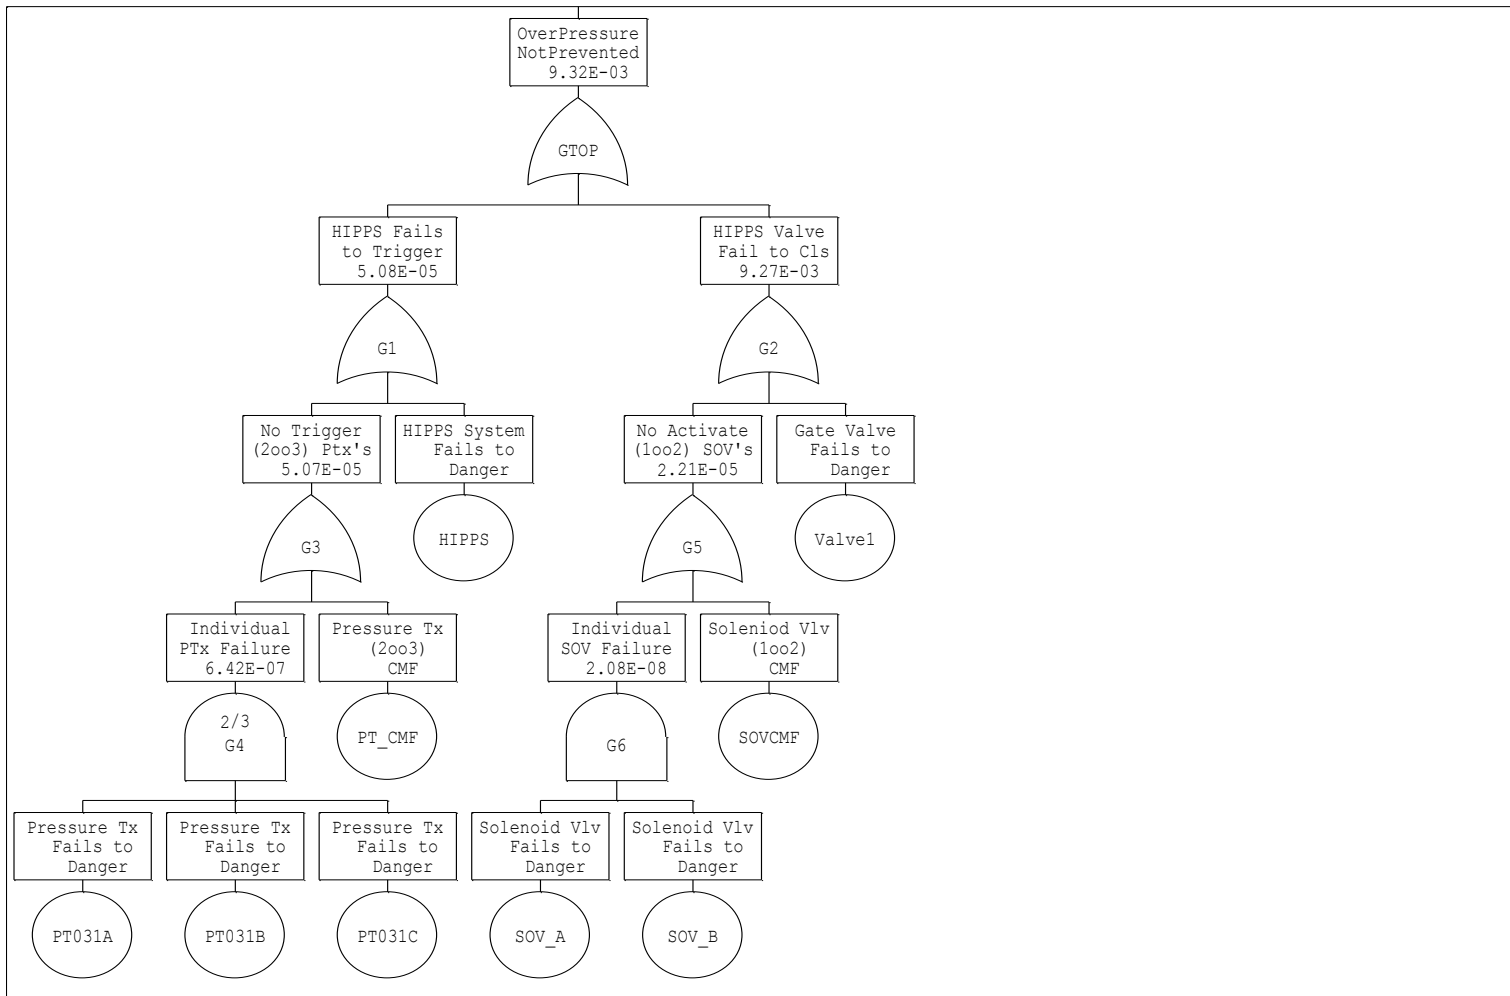 OverPressure
NotPrevented
9.32E-03
GTOP
HIPPS Fails
to Trigger
5.08E-05
HIPPS Valve
Fail to Cls
9.27E-03
G1
G2
No Trigger
(2oo3) Ptx's
5.07E-05
HIPPS System
Fails to
Danger
No Activate
(1oo2) SOV's
2.21E-05
Gate Valve
Fails to
Danger
G3
HIPPS
G5
Valve1
Individual
PTx Failure
6.42E-07
Pressure Tx
(2oo3)
CMF
Individual
SOV Failure
2.08E-08
Soleniod Vlv
(1oo2)
CMF
2/3
G4
PT_CMF
G6
SOVCMF
Pressure Tx
Fails to
Danger
Pressure Tx
Fails to
Danger
Pressure Tx
Fails to
Danger
Solenoid Vlv
Fails to
Danger
Solenoid Vlv
Fails to
Danger
PT031A
PT031B
PT031C
SOV_A
SOV_B